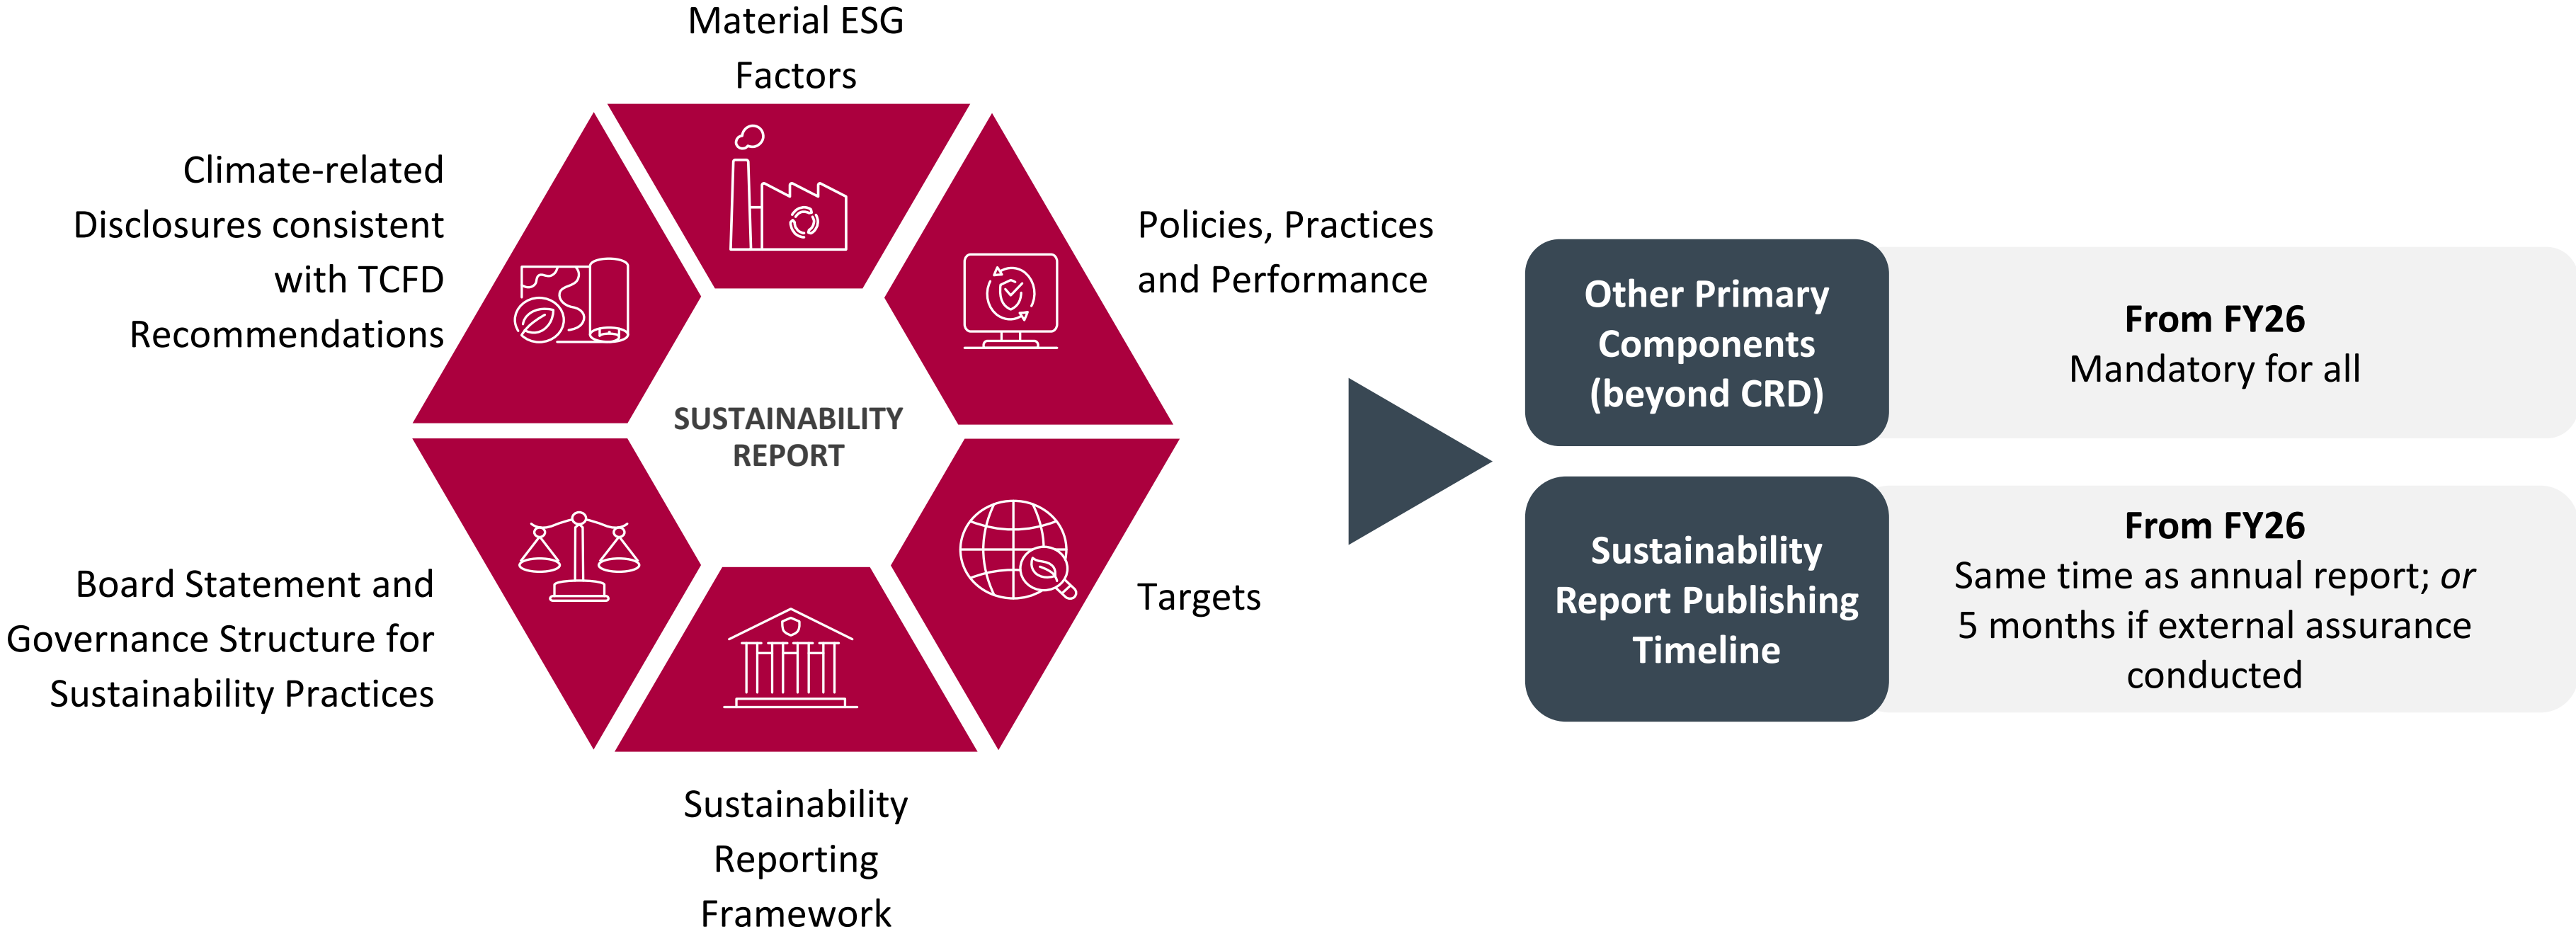 Material ESG
Factors
Climate-related
Disclosures consistent
with TCFD
Recommendations
Policies, Practices
and Performance
SUSTAINABILITY
REPORT
Board Statement and
Governance Structure for
Sustainability Practices
Targets
Sustainability
Reporting
Framework
Other Primary
Components
(beyond CRD)
From FY26
Mandatory for all
Sustainability
Report Publishing
Timeline
From FY26
Same time as annual report; or
5 months if external assurance
conducted